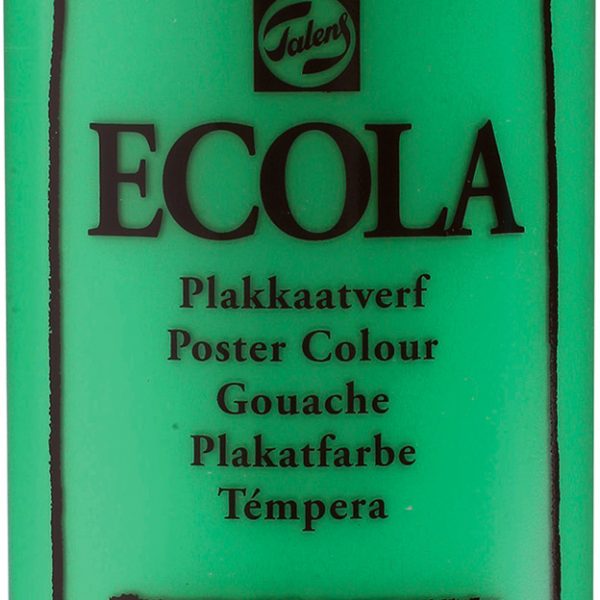 Talens
ECOLA
Plakkaatverf
Poster Colour
Gouache
Plakatfarbe
Témpera